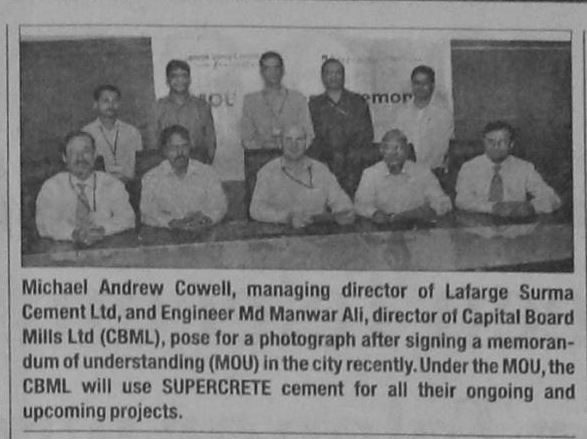 MOU
emor
Michael Andrew Cowell, managing director of Lafarge Surma
Cement Ltd, and Engineer Md Manwar Ali, director of Capital Board
Mills Ltd (CBML), pose for a photograph after signing a memoran-
dum of understanding (MOU) in the city recently. Under the MOU, the
CBML will use SUPERCRETE cement for all their ongoing and
upcoming projects.